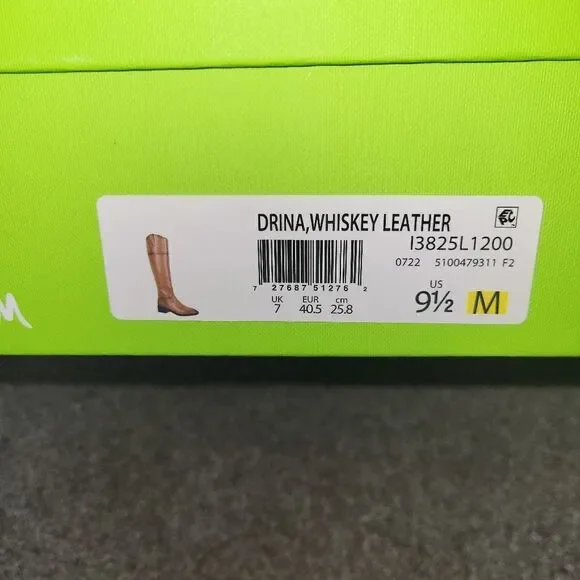 DRINA,WHISKEY LEATHER
I3825L1200
0722 5100479311 F2
7 27687 51276 2
UK EUR cm
7 40.5 25.8
US
9½ M
M